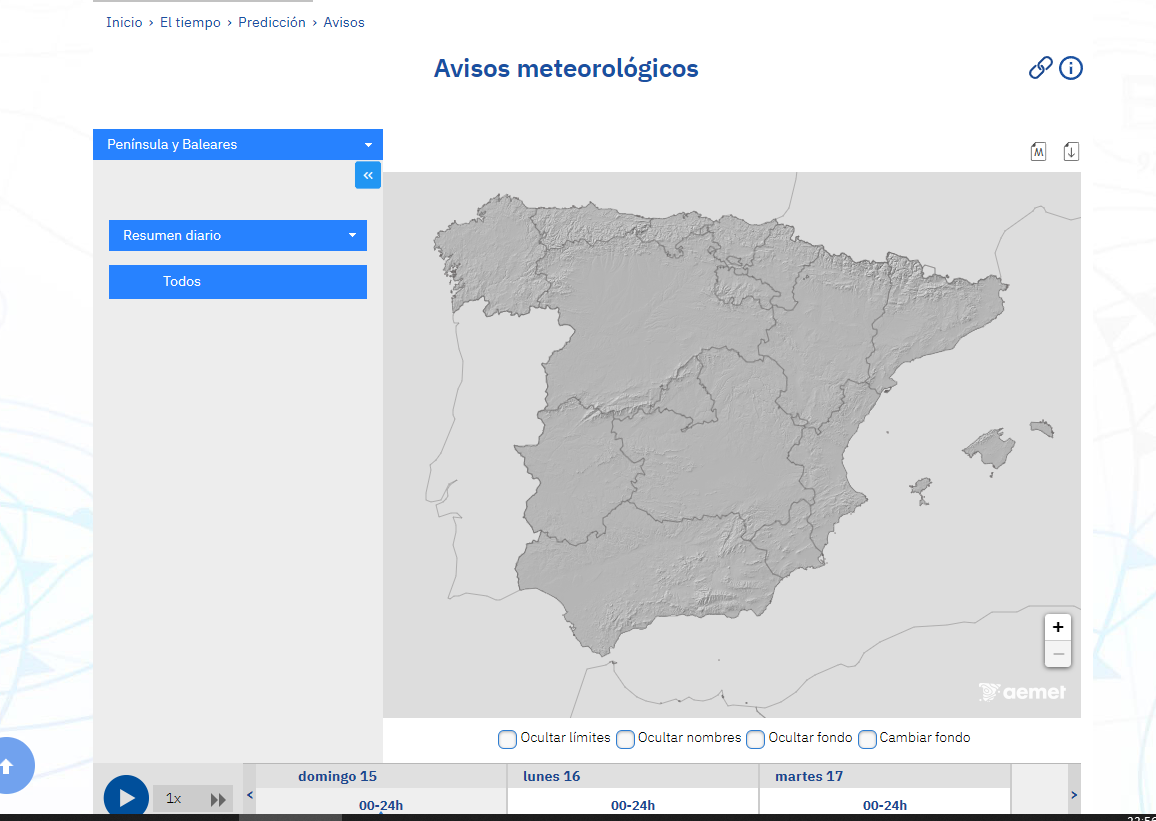 Inicio › El tiempo › Predicción › Avisos
Avisos meteorológicos
Península y Baleares
«
M
Resumen diario
Todos
+
−
aemet
Ocultar límites Ocultar nombres Ocultar fondo Cambiar fondo
domingo 15 lunes 16 martes 17
1x
< >
00-24h 00-24h 00-24h